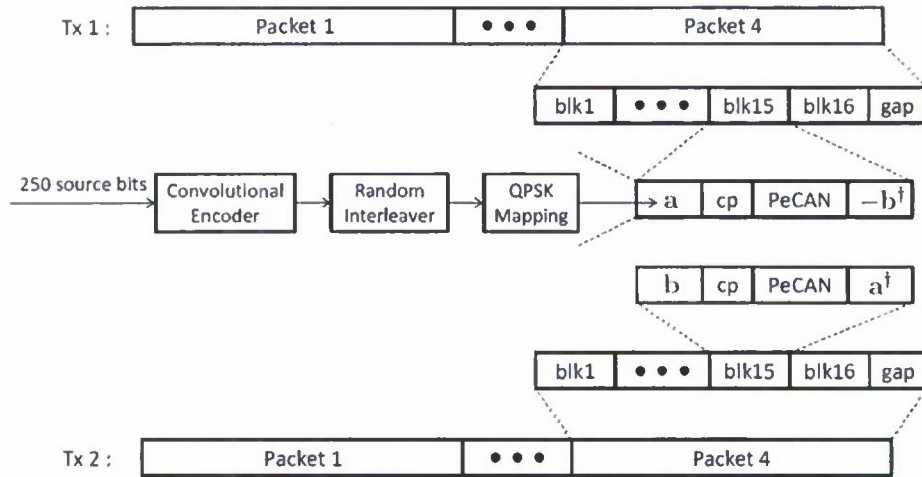 Tx 1 : Packet 1 • • • Packet 4
blk1 • • • blk15 blk16 gap
250 source bits Convolutional Encoder Random Interleaver QPSK Mapping a cp PeCAN −b†
b cp PeCAN a†
blk1 • • • blk15 blk16 gap
Tx 2 : Packet 1 • • • Packet 4